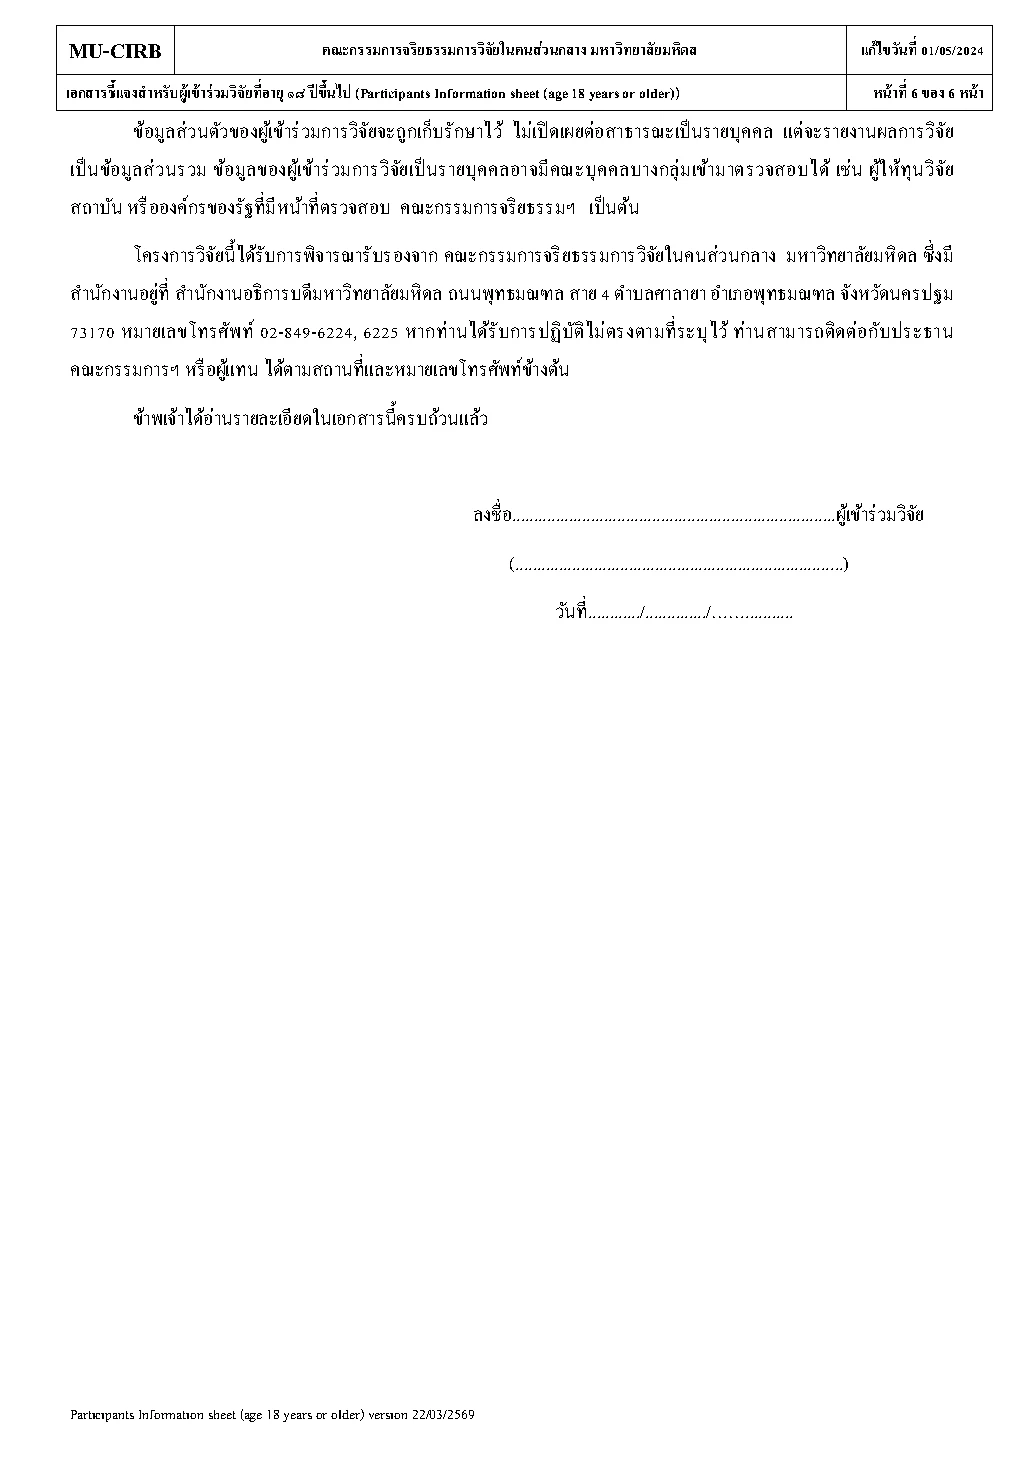 MU-CIRB
คณะกรรมการจริยธรรมการวิจัยในคนส่วนกลาง มหาวิทยาลัยมหิดล
แก้ไขวันที่ 01/05/2024
เอกสารชี้แจงสำหรับผู้เข้าร่วมวิจัยที่อายุ ๑๘ ปีขึ้นไป (Participants Information sheet (age 18 years or older))
หน้าที่ 6 ของ 6 หน้า
ข้อมูลส่วนตัวของผู้เข้าร่วมการวิจัยจะถูกเก็บรักษาไว้ ไม่เปิดเผยต่อสาธารณะเป็นรายบุคคล แต่จะรายงานผลการวิจัย
เป็นข้อมูลส่วนรวม ข้อมูลของผู้เข้าร่วมการวิจัยเป็นรายบุคคลอาจมีคณะบุคคลบางกลุ่มเข้ามาตรวจสอบได้ เช่น ผู้ให้ทุนวิจัย
สถาบัน หรือองค์กรของรัฐที่มีหน้าที่ตรวจสอบ คณะกรรมการจริยธรรมฯ เป็นต้น
โครงการวิจัยนี้ได้รับการพิจารณารับรองจาก คณะกรรมการจริยธรรมการวิจัยในคนส่วนกลาง มหาวิทยาลัยมหิดล ซึ่งมี
สำนักงานอยู่ที่ สำนักงานอธิการบดีมหาวิทยาลัยมหิดล ถนนพุทธมณฑล สาย 4 ตำบลศาลายา อำเภอพุทธมณฑล จังหวัดนครปฐม
73170 หมายเลขโทรศัพท์ 02-849-6224, 6225 หากท่านได้รับการปฏิบัติไม่ตรงตามที่ระบุไว้ ท่านสามารถติดต่อกับประธาน
คณะกรรมการฯ หรือผู้แทน ได้ตามสถานที่และหมายเลขโทรศัพท์ข้างต้น
ข้าพเจ้าได้อ่านรายละเอียดในเอกสารนี้ครบถ้วนแล้ว
ลงชื่อ..........................................................................ผู้เข้าร่วมวิจัย
(...........................................................................)
วันที่............/............../..................
Participants Information sheet (age 18 years or older) version 22/03/2569